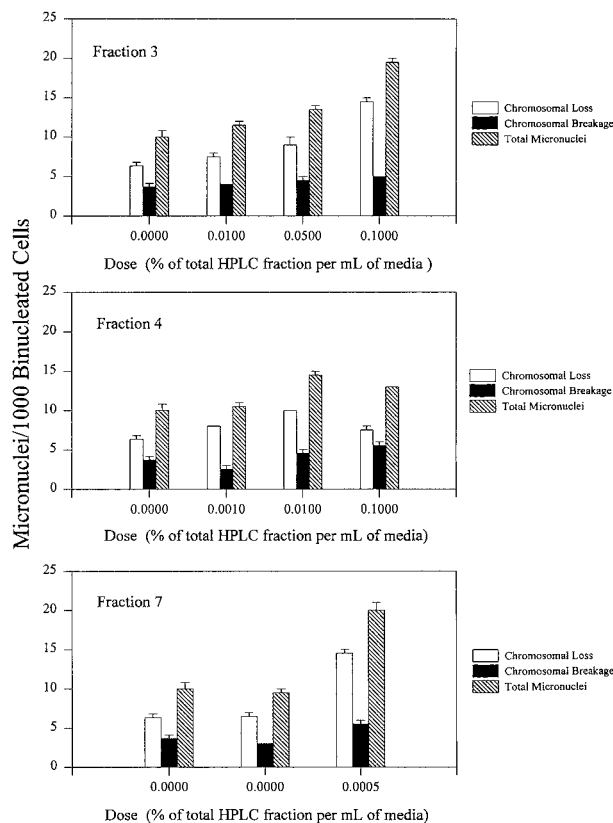 Micronuclei/1000 Binucleated Cells
25
20
15
10
5
0
Fraction 3
Chromosomal Loss
Chromosomal Breakage
Total Micronuclei
0.0000 0.0100 0.0500 0.1000
Dose (% of total HPLC fraction per mL of media )
25
20
15
10
5
0
Fraction 4
Chromosomal Loss
Chromosomal Breakage
Total Micronuclei
0.0000 0.0010 0.0100 0.1000
Dose (% of total HPLC fraction per mL of media)
25
20
15
10
5
0
Fraction 7
Chromosomal Loss
Chromosomal Breakage
Total Micronuclei
0.0000 0.0000 0.0005
Dose (% of total HPLC fraction per mL of media)